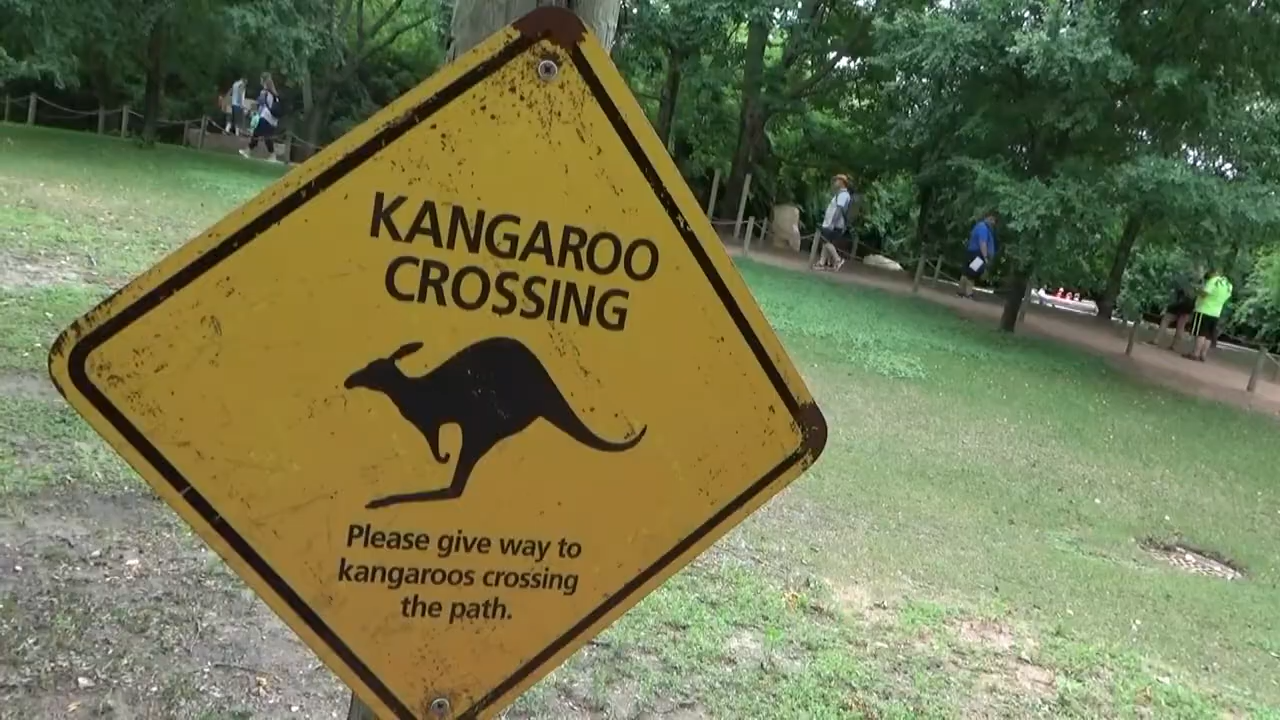 KANGAROO
CROSSING
Please give way to
kangaroos crossing
the path.